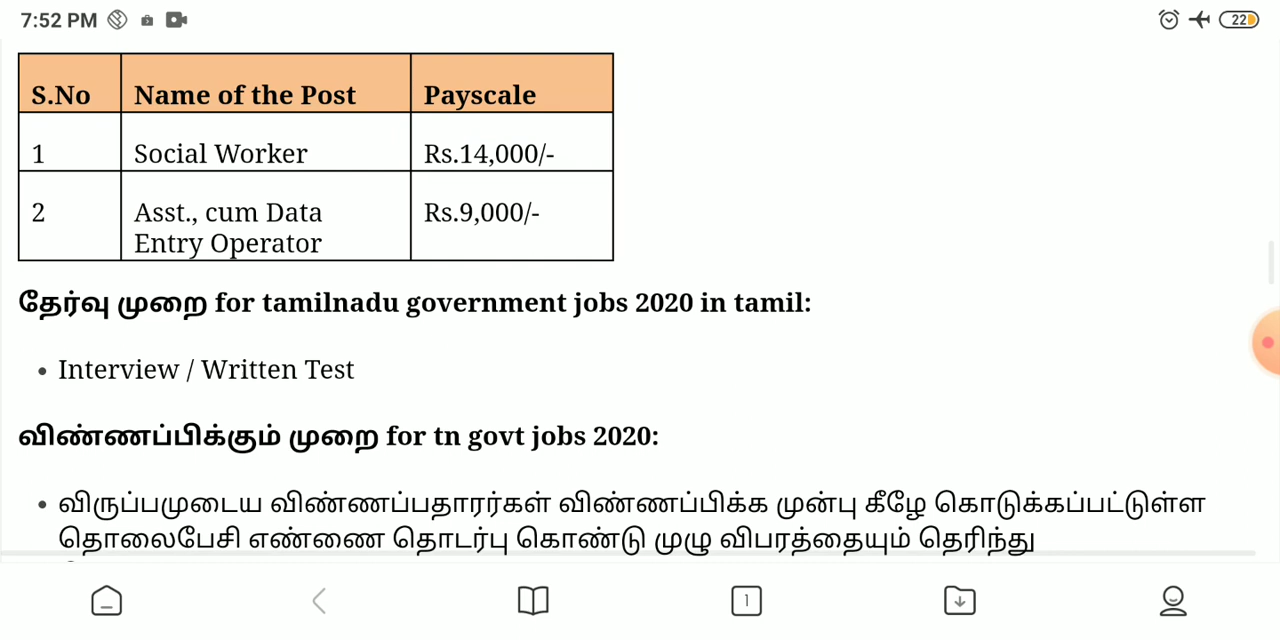 7:52 PM
22
S.No Name of the Post Payscale
1 Social Worker Rs.14,000/-
2 Asst., cum Data Rs.9,000/-
Entry Operator
தேர்வு முறை for tamilnadu government jobs 2020 in tamil:
• Interview / Written Test
விண்ணப்பிக்கும் முறை for tn govt jobs 2020:
• விருப்பமுடைய விண்ணப்பதாரர்கள் விண்ணப்பிக்க முன்பு கீழே கொடுக்கப்பட்டுள்ள
தொலைபேசி எண்ணை தொடர்பு கொண்டு முழு விபரத்தையும் தெரிந்து
1